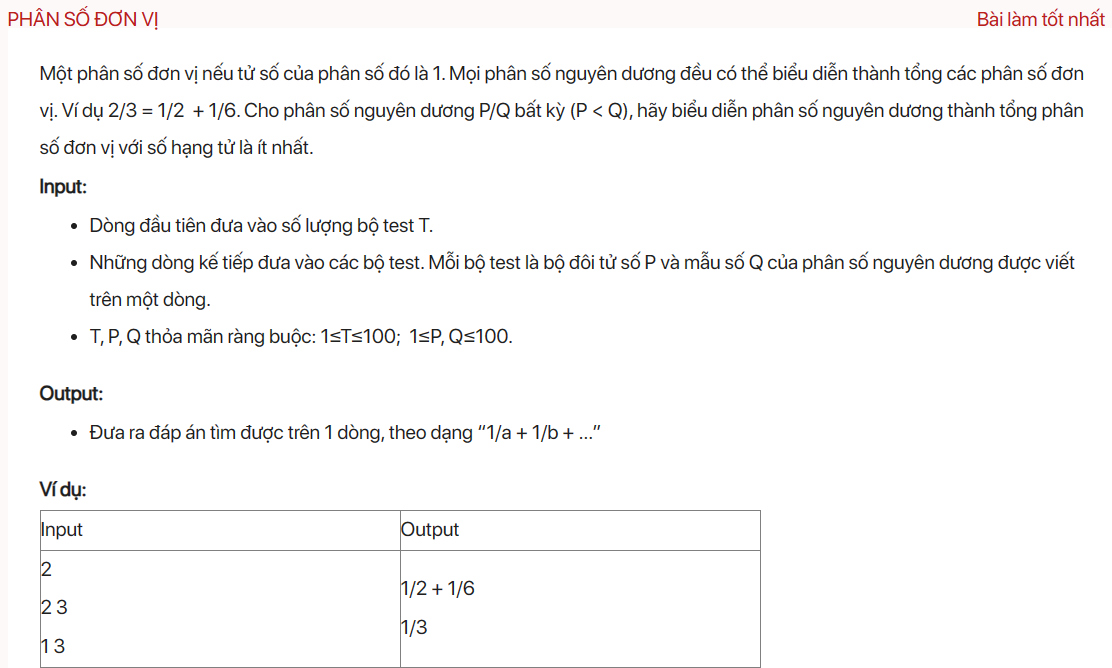 PHÂN SỐ ĐƠN VỊ
Bài làm tốt nhất
Một phân số đơn vị nếu tử số của phân số đó là 1. Mọi phân số nguyên dương đều có thể biểu diễn thành tổng các phân số đơn
vị. Ví dụ 2/3 = 1/2 + 1/6. Cho phân số nguyên dương P/Q bất kỳ (P < Q), hãy biểu diễn phân số nguyên dương thành tổng phân
số đơn vị với số hạng tử là ít nhất.
Input:
• Dòng đầu tiên đưa vào số lượng bộ test T.
• Những dòng kế tiếp đưa vào các bộ test. Mỗi bộ test là bộ đôi tử số P và mẫu số Q của phân số nguyên dương được viết
trên một dòng.
• T, P, Q thỏa mãn ràng buộc: 1≤T≤100; 1≤P, Q≤100.
Output:
• Đưa ra đáp án tìm được trên 1 dòng, theo dạng “1/a + 1/b + ...”
Ví dụ:
Input
Output
2
2 3
1 3
1/2 + 1/6
1/3